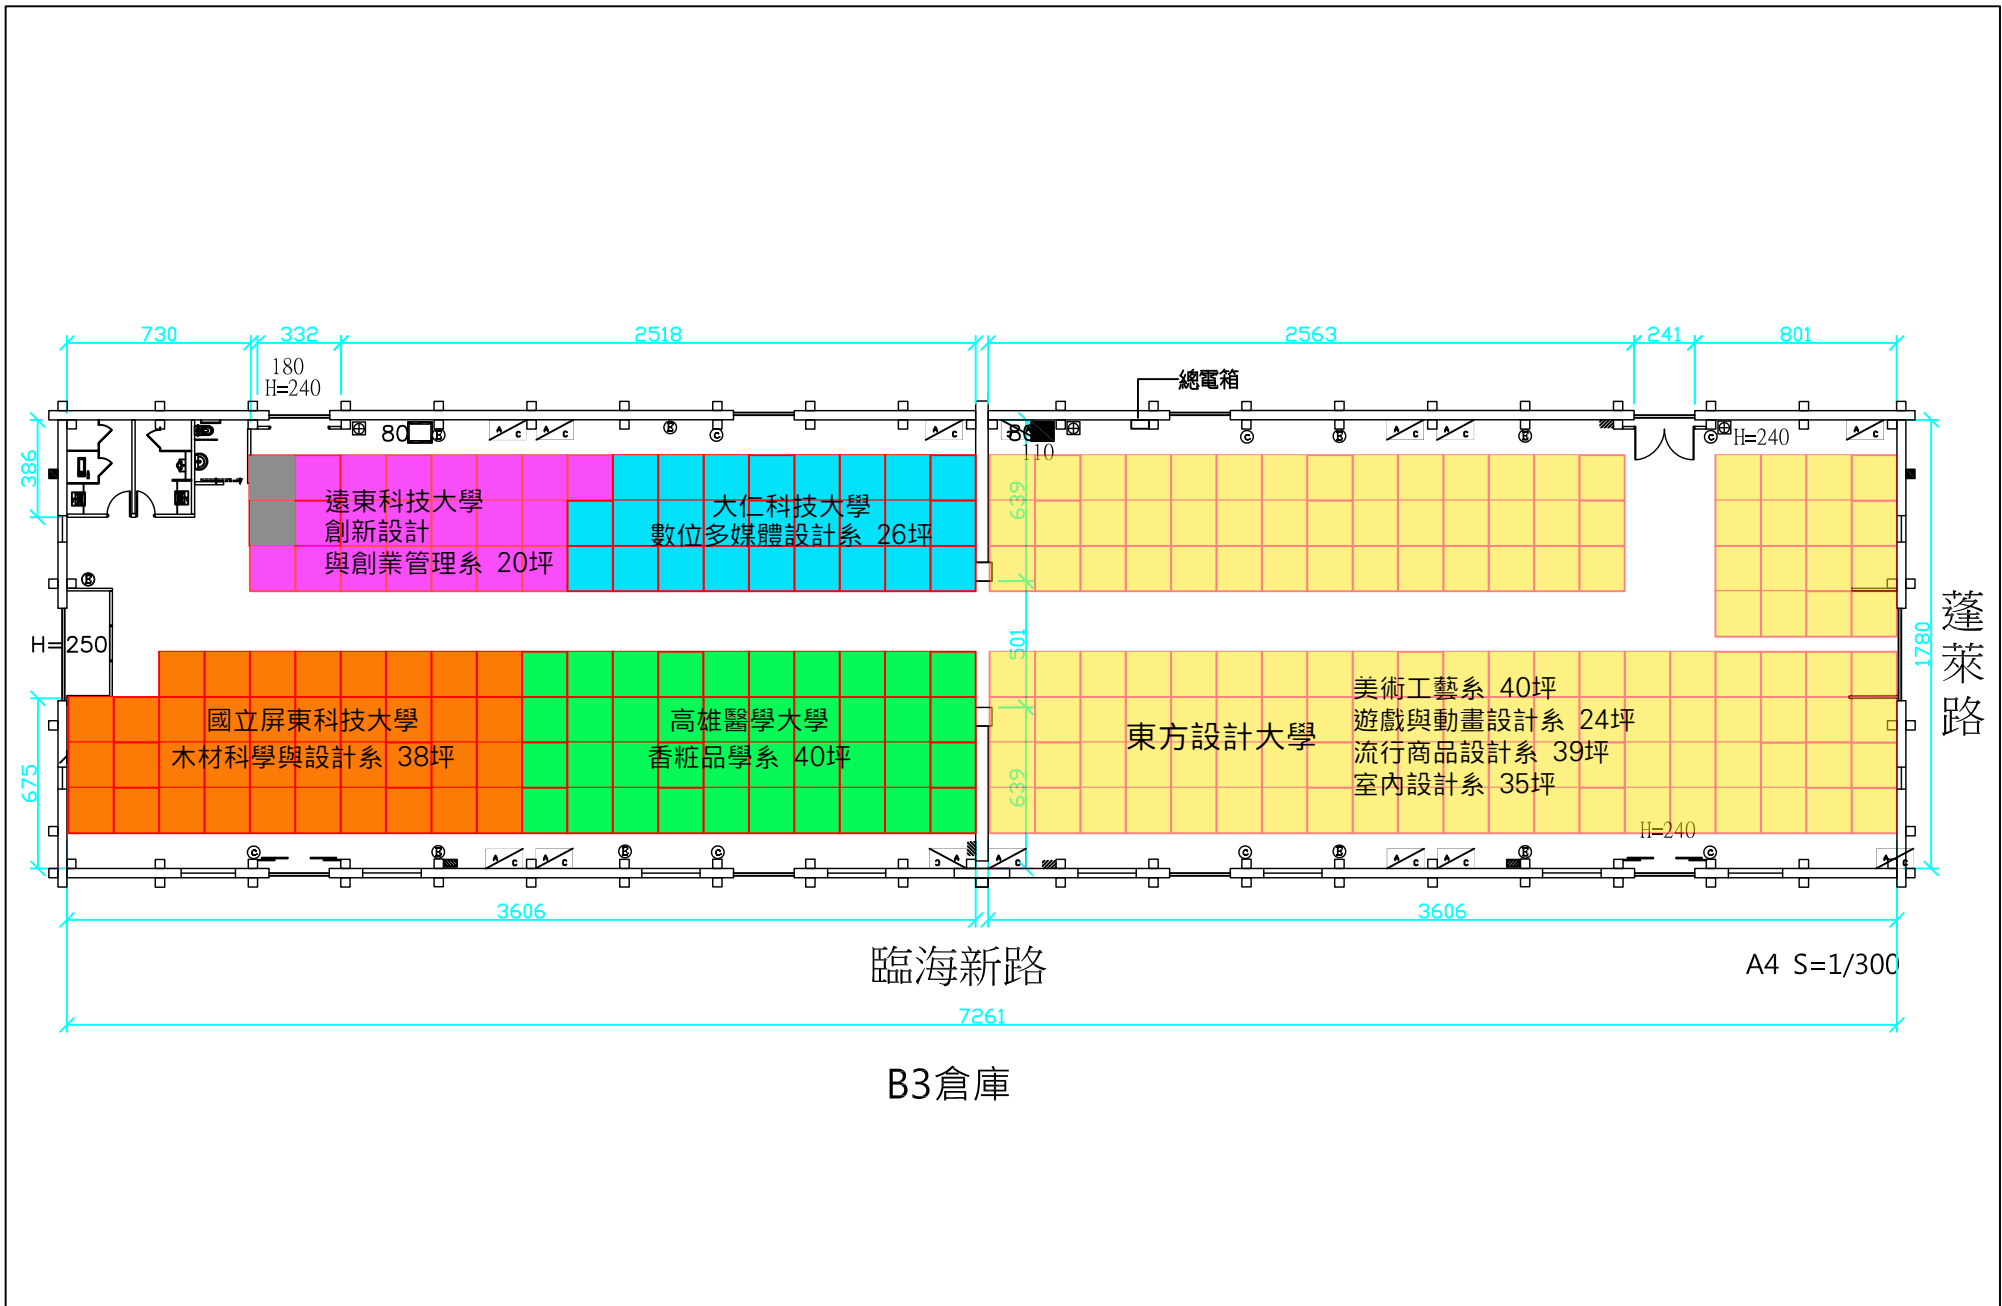 730 332 2518 2563 241 801
180
H=240
總電箱
80
80
110
H=240
386
639
遠東科技大學
創新設計
與創業管理系 20坪
大仁科技大學
數位多媒體設計系 26坪
H=250
501
1780
蓬萊路
國立屏東科技大學
木材科學與設計系 38坪
高雄醫學大學
香粧品學系 40坪
東方設計大學
美術工藝系 40坪
遊戲與動畫設計系 24坪
流行商品設計系 39坪
室內設計系 35坪
675
639
H=240
3606 3606
臨海新路
A4 S=1/300
7261
B3倉庫